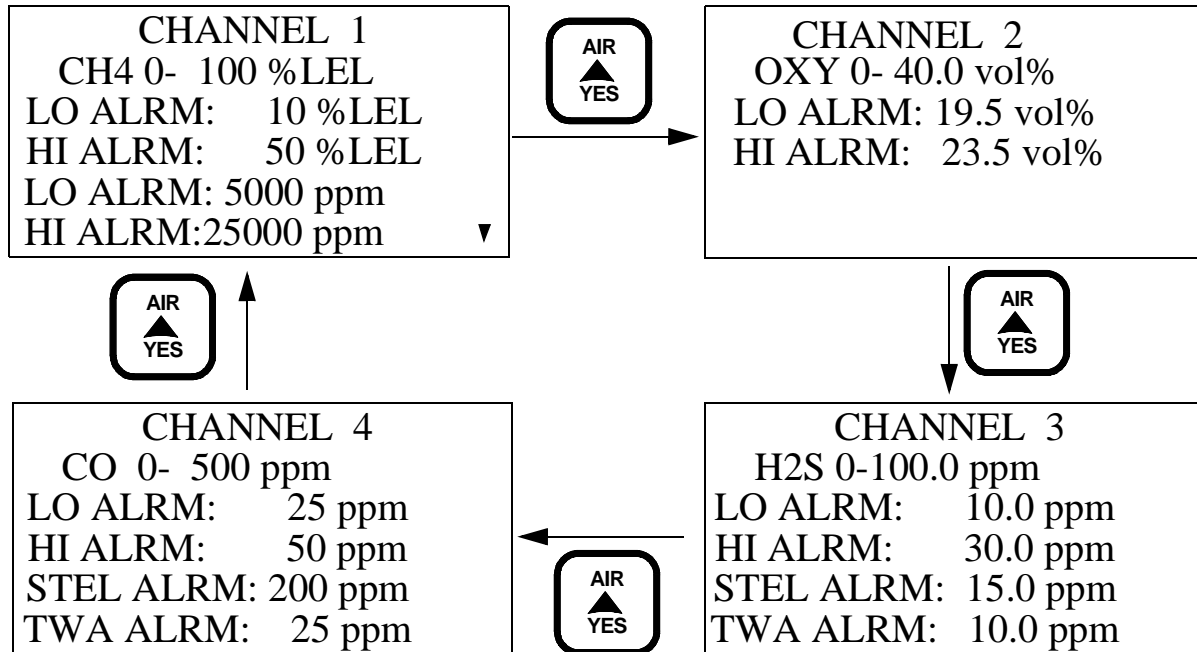 CHANNEL 1
CH4 0- 100 %LEL
LO ALRM: 10 %LEL
HI ALRM: 50 %LEL
LO ALRM: 5000 ppm
HI ALRM:25000 ppm
AIR
YES
CHANNEL 2
OXY 0- 40.0 vol%
LO ALRM: 19.5 vol%
HI ALRM: 23.5 vol%
AIR
YES
AIR
YES
CHANNEL 4
CO 0- 500 ppm
LO ALRM: 25 ppm
HI ALRM: 50 ppm
STEL ALRM: 200 ppm
TWA ALRM: 25 ppm
AIR
YES
CHANNEL 3
H2S 0-100.0 ppm
LO ALRM: 10.0 ppm
HI ALRM: 30.0 ppm
STEL ALRM: 15.0 ppm
TWA ALRM: 10.0 ppm